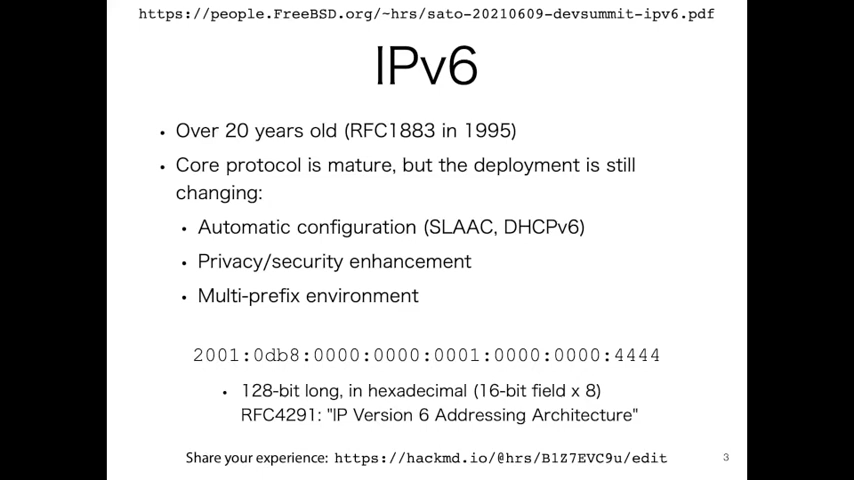 https://people.FreeBSD.org/~hrs/sato-20210609-devsummit-ipv6.pdf
IPv6
• Over 20 years old (RFC1883 in 1995)
• Core protocol is mature, but the deployment is still
changing:
• Automatic configuration (SLAAC, DHCPv6)
• Privacy/security enhancement
• Multi-prefix environment
2001:0db8:0000:0000:0001:0000:0000:4444
• 128-bit long, in hexadecimal (16-bit field x 8)
RFC4291: "IP Version 6 Addressing Architecture"
Share your experience: https://hackmd.io/@hrs/B1Z7EVC9u/edit
3